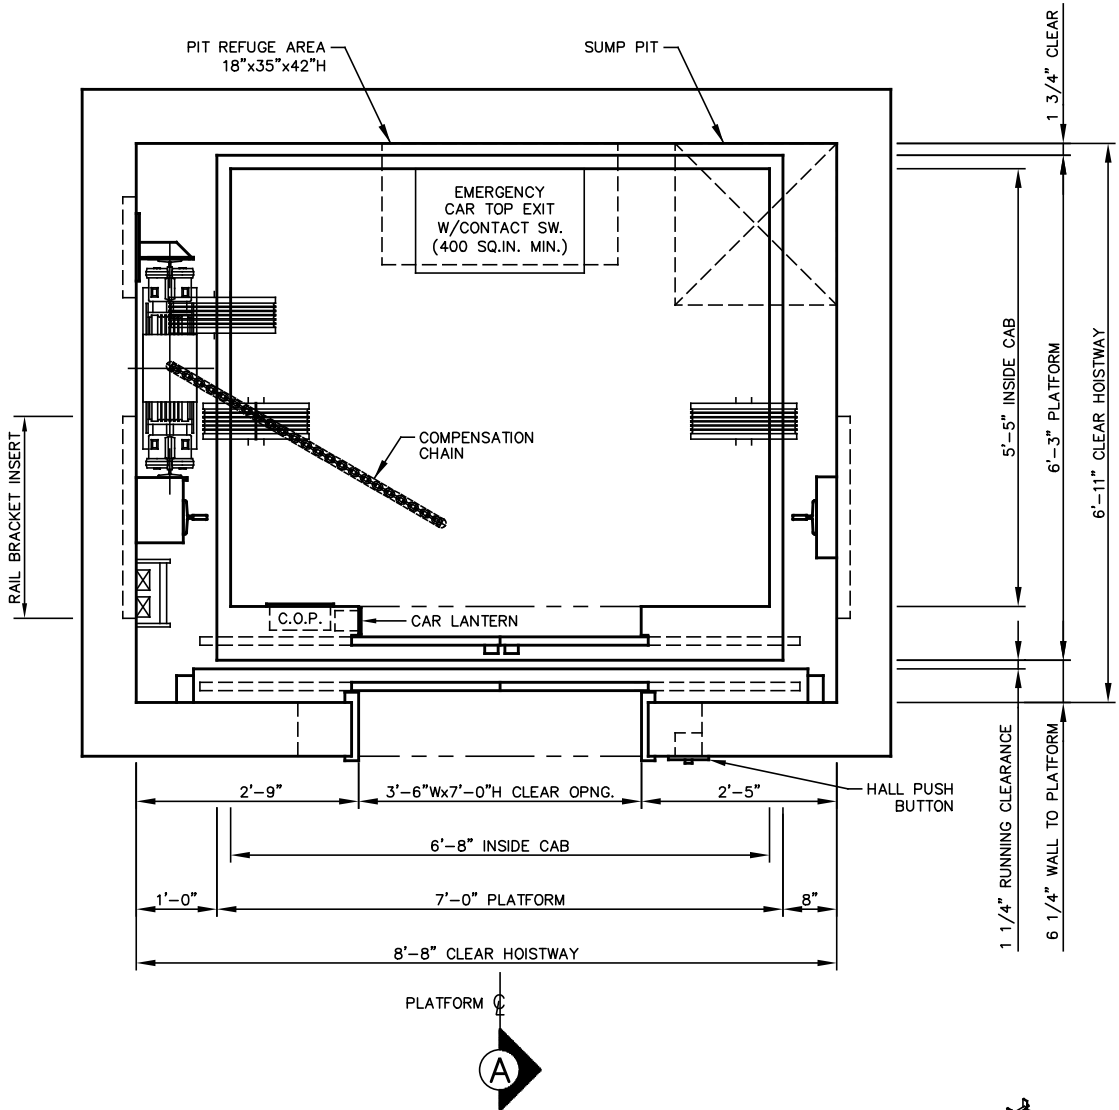 PIT REFUGE AREA
18"x35"x42"H
SUMP PIT
1 3/4" CLEAR
EMERGENCY
CAR TOP EXIT
W/CONTACT SW.
(400 SQ.IN. MIN.)
5'-5" INSIDE CAB
6'-3" PLATFORM
6'-11" CLEAR HOISTWAY
RAIL BRACKET INSERT
COMPENSATION
CHAIN
C.O.P.
CAR LANTERN
HALL PUSH
BUTTON
2'-9"
3'-6"Wx7'-0"H CLEAR OPNG.
2'-5"
1 1/4" RUNNING CLEARANCE
6 1/4" WALL TO PLATFORM
6'-8" INSIDE CAB
1'-0"
7'-0" PLATFORM
8"
8'-8" CLEAR HOISTWAY
PLATFORM ℄
A